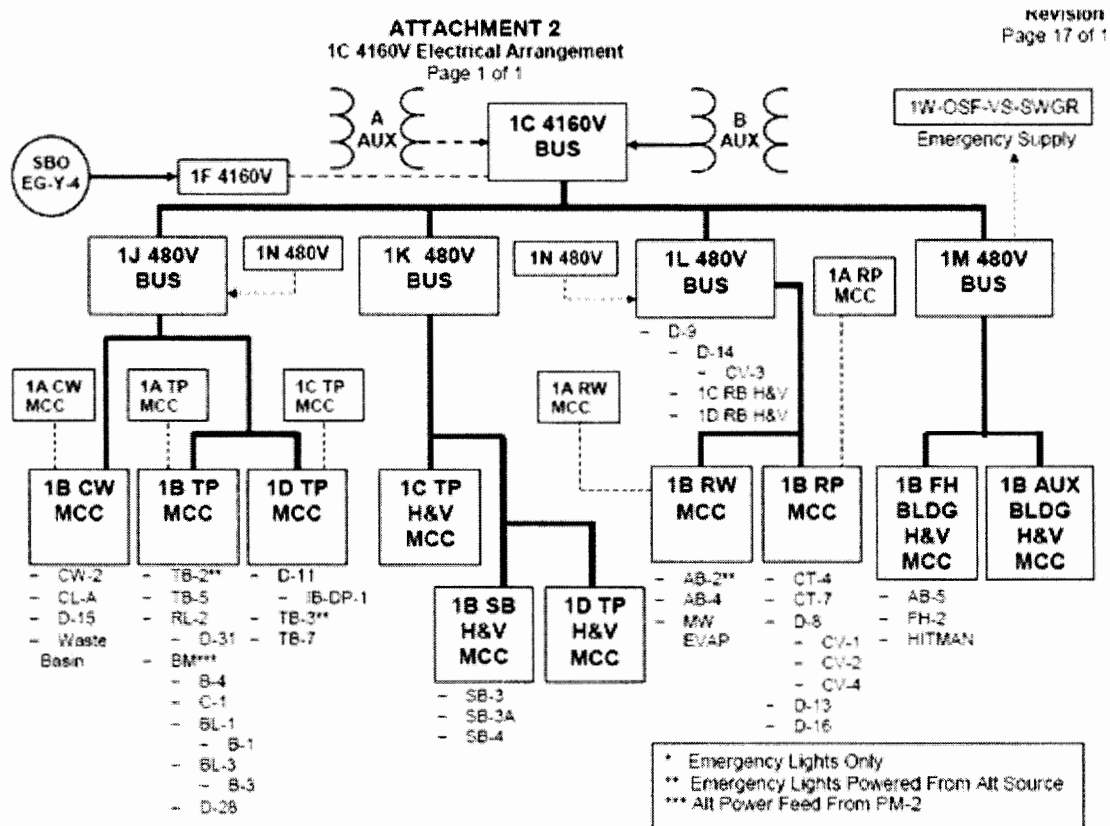 ATTACHMENT 2
1C 4160V Electrical Arrangement
Page 1 of 1
Revision
Page 17 of 1
A
AUX
1C 4160V
BUS
B
AUX
1W-OSF-VS-SWGR
Emergency Supply
SBO
EG-Y-4
1F 4160V
1J 480V
BUS
1N 480V
1K 480V
BUS
1N 480V
1L 480V
BUS
1A RP
MCC
1M 480V
BUS
- D-9
- D-14
- CV-3
- 1C RB H&V
- 1D RB H&V
1A CW
MCC
1A TP
MCC
1C TP
MCC
1A RW
MCC
1B CW
MCC
1B TP
MCC
1D TP
MCC
1C TP
H&V
MCC
1B RW
MCC
1B RP
MCC
1B FH
BLDG
H&V
MCC
1B AUX
BLDG
H&V
MCC
- CW-2
- CL-A
- D-15
- Waste
Basin
- TB-2**
- TB-5
- RL-2
- D-31
- BM***
- B-4
- C-1
- BL-1
- B-1
- BL-3
- B-3
- D-28
- D-11
- IB-DP-1
- TB-3**
- TB-7
1B SB
H&V
MCC
1D TP
H&V
MCC
- SB-3
- SB-3A
- SB-4
- AB-2**
- AB-4
- MW
EVAP
- CT-4
- CT-7
- D-8
- CV-1
- CV-2
- CV-4
- D-13
- D-16
- AB-5
- FH-2
- HITMAN
* Emergency Lights Only
** Emergency Lights Powered From Alt Source
*** Alt Power Feed From PM-2